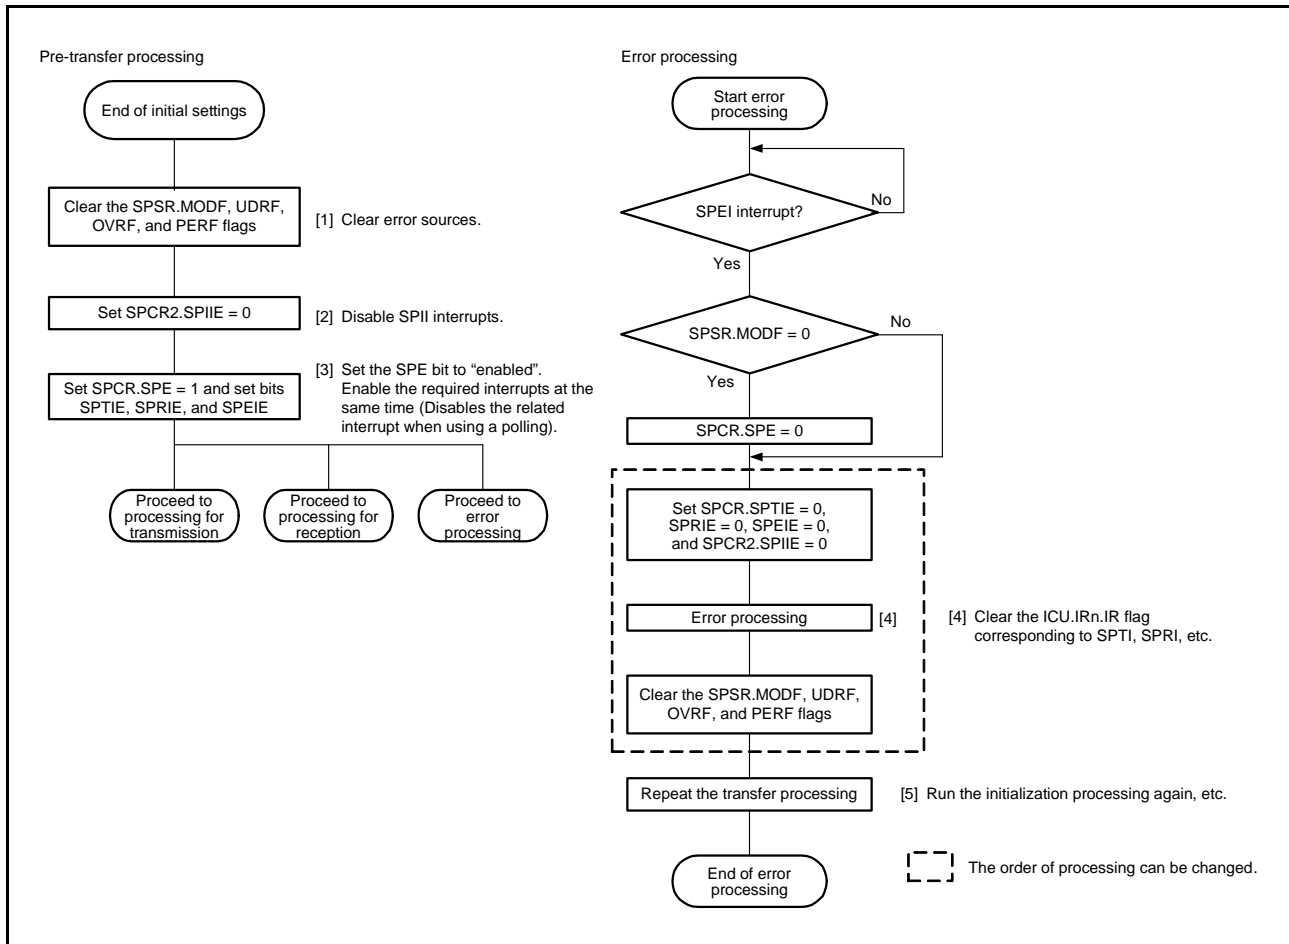 Pre-transfer processing
End of initial settings
Clear the SPSR.MODF, UDRF,
OVRF, and PERF flags
[1] Clear error sources.
Set SPCR2.SPIIE = 0
[2] Disable SPII interrupts.
Set SPCR.SPE = 1 and set bits
SPTIE, SPRIE, and SPEIE
[3] Set the SPE bit to “enabled”.
Enable the required interrupts at the
same time (Disables the related
interrupt when using a polling).
Proceed to
processing for
transmission
Proceed to
processing for
reception
Proceed to
error
processing
Error processing
Start error
processing
SPEI interrupt?
No
Yes
SPSR.MODF = 0
No
Yes
SPCR.SPE = 0
Set SPCR.SPTIE = 0,
SPRIE = 0, SPEIE = 0,
and SPCR2.SPIIE = 0
Error processing
[4]
[4] Clear the ICU.IRn.IR flag
corresponding to SPTI, SPRI, etc.
Clear the SPSR.MODF, UDRF,
OVRF, and PERF flags
Repeat the transfer processing
[5] Run the initialization processing again, etc.
End of error
processing
The order of processing can be changed.